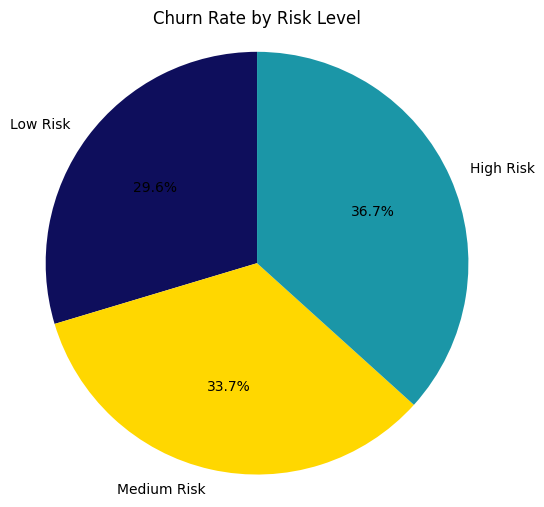 Churn Rate by Risk Level
Low Risk
High Risk
29.6%
36.7%
33.7%
Medium Risk